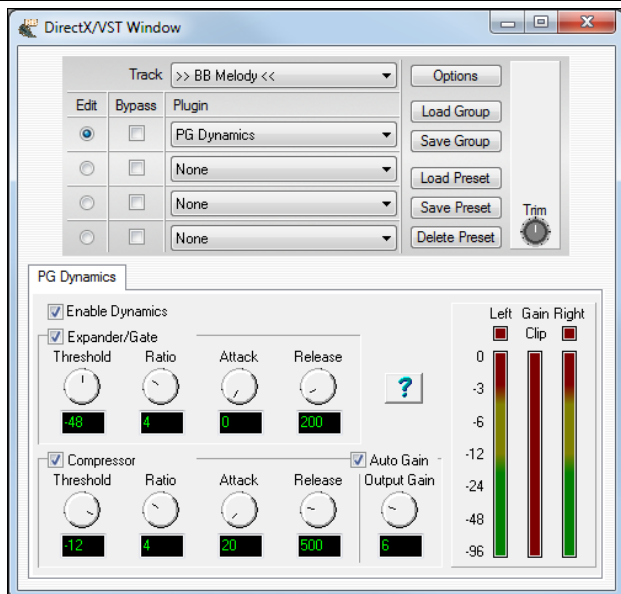 DirectX/VST Window
Track >> BB Melody << Options
Edit Bypass Plugin Load Group
PG Dynamics Save Group
None Load Preset
None Save Preset Trim
None Delete Preset
PG Dynamics
Enable Dynamics Left Gain Right
Expander/Gate Clip
Threshold Ratio Attack Release 0
? -3
-48 4 0 200 -6
Compressor Auto Gain -12
Threshold Ratio Attack Release Output Gain -24
-48
-12 4 20 500 6 -96